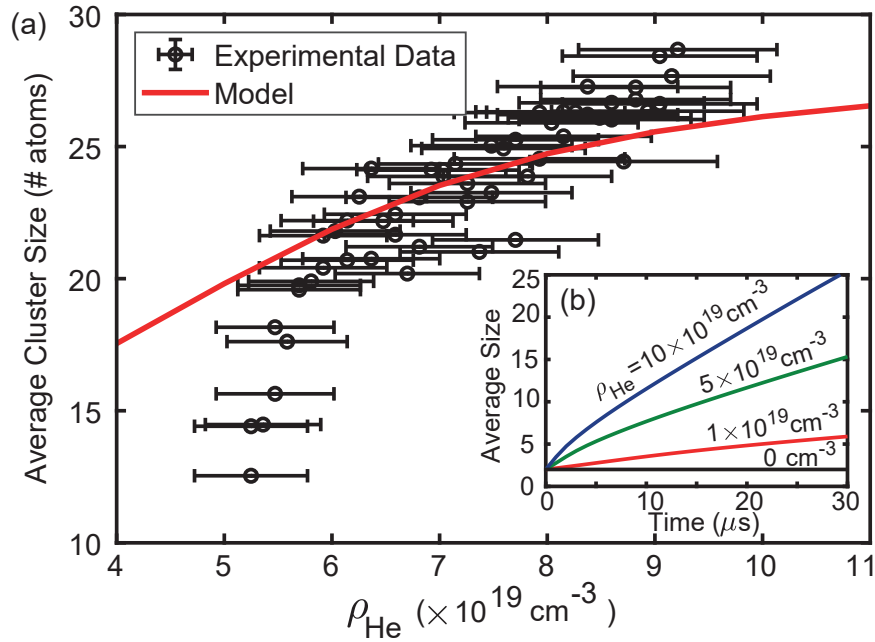 (a)
Experimental Data
Model
Average Cluster Size (# atoms)
30
25
20
15
10
4 5 6 7 8 9 10 11
ρHe (×10^19 cm^-3)
(b)
Average Size
25
20
15
10
5
0
ρHe=10×10^19cm^-3
5×10^19cm^-3
1×10^19cm^-3
0 cm^-3
0 10 20 30
Time (μs)